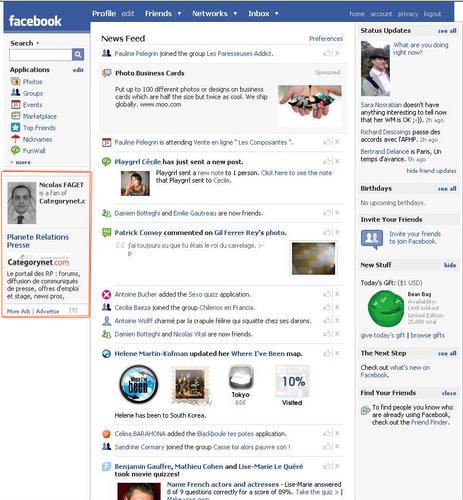 facebook
Profile edit Friends Networks Inbox
home account privacy logout
Search
Applications edit
Photos
Groups
Events
Marketplace
Top Friends
Nicknames
FunWall
more
Nicolas FAGET
is a fan of
Categorynet.c
Planete Relations
Presse
Categorynet.com
Le portail des RP : forums,
diffusion de communiqués
de presse, offres d'emploi
et stage, news pros,
More Ads | Advertise [?]
News Feed Preferences
Pauline Pelegrin joined the group Les Paresseuses Addict.
Photo Business Cards Sponsored
Put up to 100 different photos or designs on business
cards which are half the size but twice as cool. We ship
globally. www.moo.com
Pauline Pelegrin is attending Vente en ligne " Les Composantes ".
Playgrrl Cécile has just sent a new post.
Playgrrl sent a new note to 1 person. Click here to see the note
that Playgrrl sent to Cecile.
Damien Botteghi and Emilie Gautreau are now friends.
Patrick Comoy commented on Gil Ferrer Rey's photo.
j'ai toujours su que tu étais le roi du carrelage. :-
p
Antoine Bucher added the Sexo quizz application.
Cecilia Baeza joined the group Chilenos en Francia.
Antoine Wolff charmé par la crapule féline qui squatte chez ses darons.
Damien Botteghi and Nicolas Vital are now friends.
Helene Martin-Kofman updated her Where I've Been map.
Where I've
been
Tokyo
10%
Visited
Helene has been to South Korea.
Celina BARAHONA added the Blackboule tes potes application.
Sandrine Cormary joined the group Casse toi alors pauvre con !
Benjamin Gauffre, Mathieu Cohen and Lise-Marie Le Quéré
took movie quizzes!
Name French actors and actresses - Lise-Marie answered
8 of 9 questions correctly for a score of 89%. Take the quiz > |
Make your own
Status Updates see all
What are you doing
right now?
Sara Nosratian doesn't have
anything interesting to tell now
that her WM is OK ;-)). 2h ago
Richard Descoings passe des
accords avec l'APHP. 2h ago
Bertrand Delanoë is Paris, Un
temps d'avance. 5h ago
hide friend updates
Birthdays see all
No upcoming birthdays.
Invite Your Friends
Invite your friends
to join Facebook.
New Stuff hide
Today's Gift: ($1 USD)
Bean Bag
Availability:
Until sold out
Limited Edition:
25,000 total
give today's gift | browse gifts
The Next Step see all
Check out what's new on
Facebook.
Find Your Friends close
To find people you know who
are already using Facebook,
check out the Friend Finder.